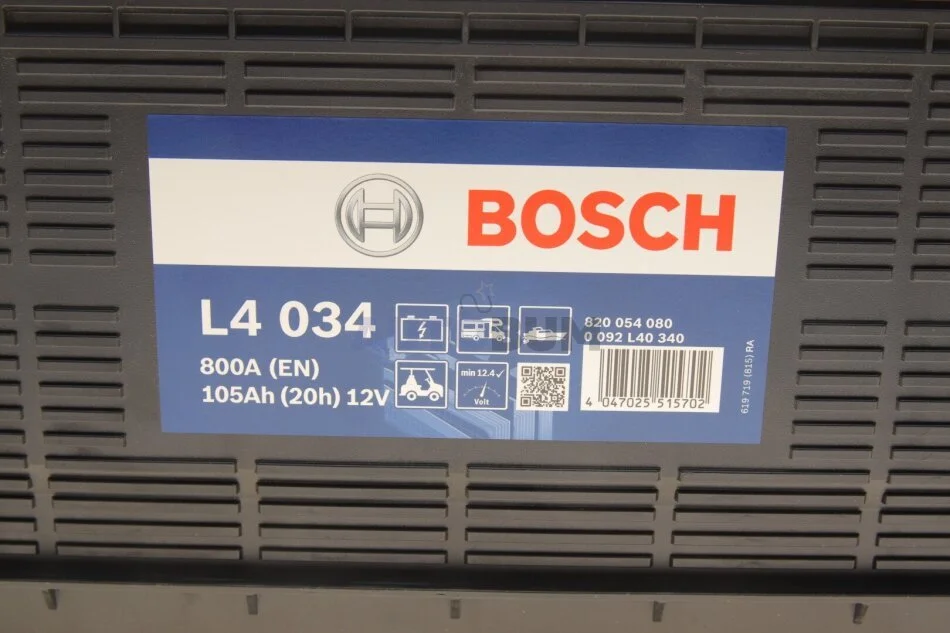 BOSCH
L4 034
800A (EN)
105Ah (20h) 12V
min 12.4✓
Volt
820 054 080
0 092 L40 340
4 047025 515702
619 719 (815) RA